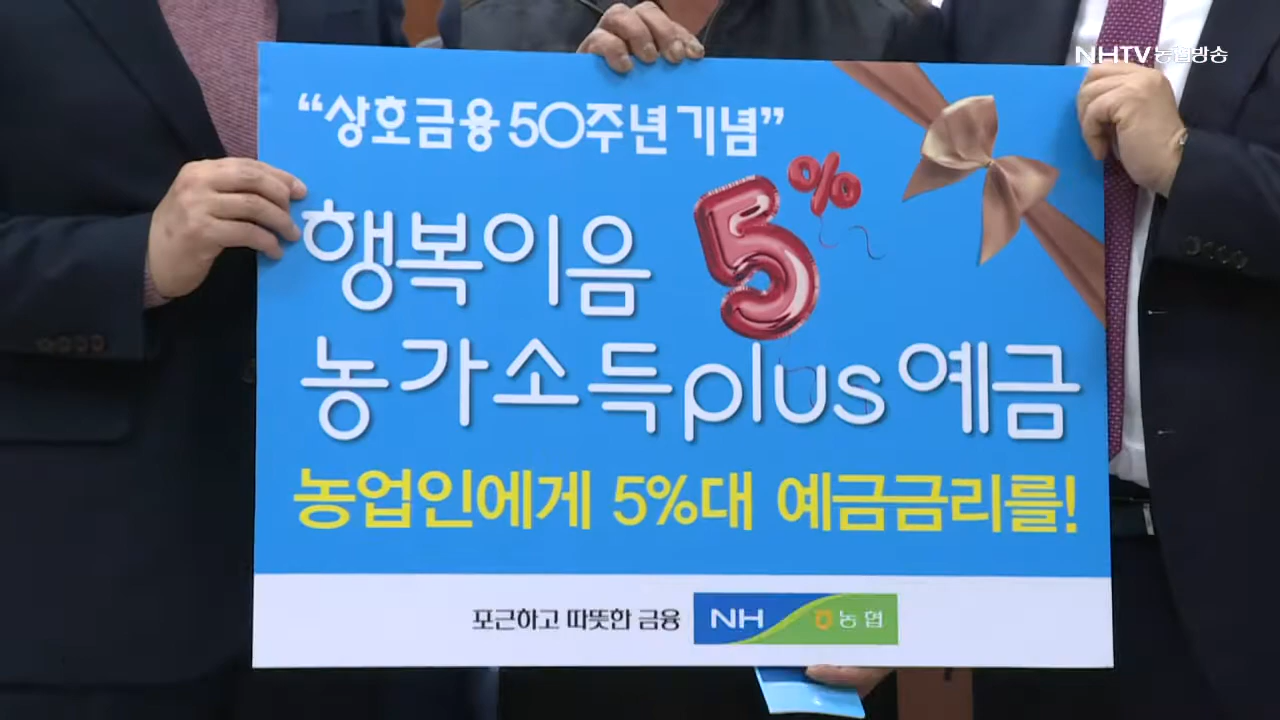 NHTV농협방송
“상호금융 50주년 기념”
5%
행복이음
농가소득plus예금
농업인에게 5%대 예금금리를!
포근하고 따뜻한 금융 NH 농협